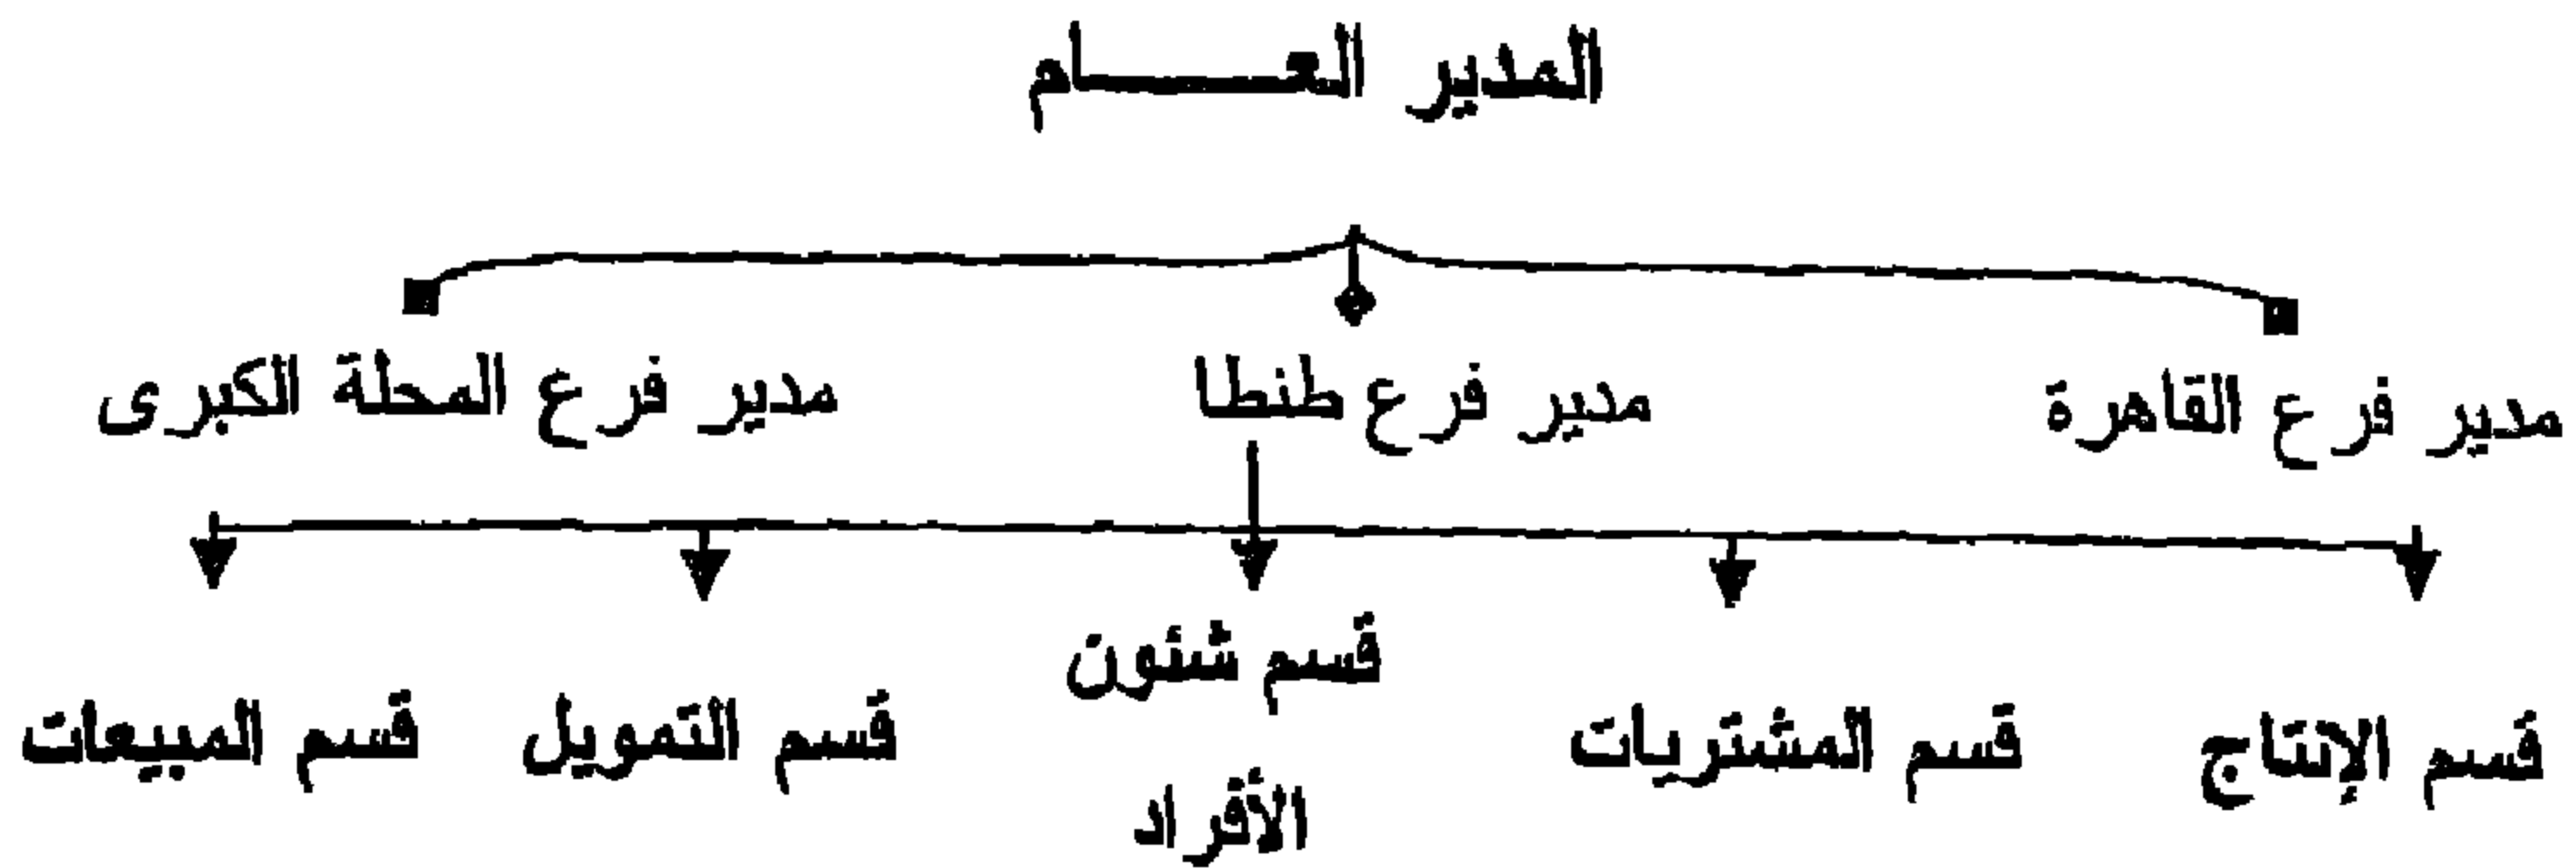 المدير العـــــام
مدير فرع القاهرة مدير فرع طنطا مدير فرع المحلة الكبرى
قسم الإنتاج قسم المشتريات قسم شئون الأفراد قسم التمويل قسم المبيعات